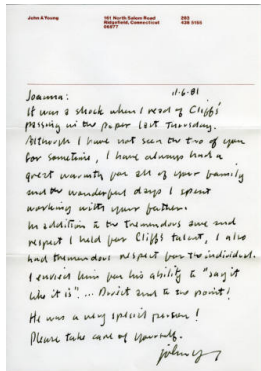 John A Young
161 North Salem Road
Ridgefield, Connecticut
06877
203
438 5155
11.6.81
Joanna:
It was a shock when I read of Cliffs'
passing in the paper last Thursday.
Although I have not seen the two of you
for sometime, I have always had a
great warmth for all of your family
and the wonderful days I spent
working with your father.
In addition to the tremendous awe and
respect I held for Cliff's talent, I also
had tremendous respect for the individual.
I envied him for his ability to "say it
like it is"... Direct and to the point!
He was a very special person!
Please take care of yourself.